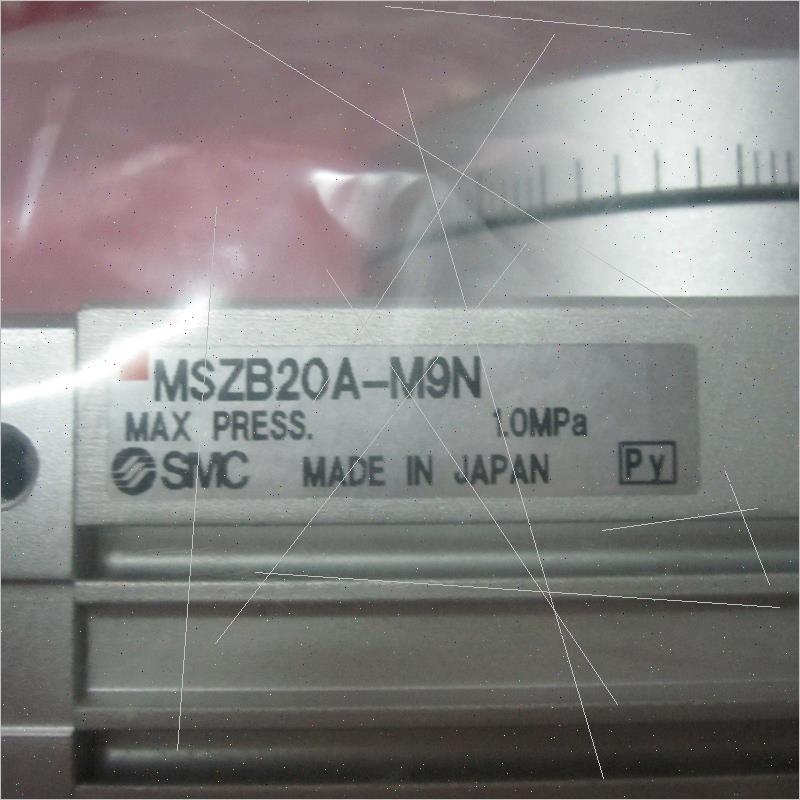 MSZB20A-M9N
MAX PRESS. 1.0MPa
SMC MADE IN JAPAN Py